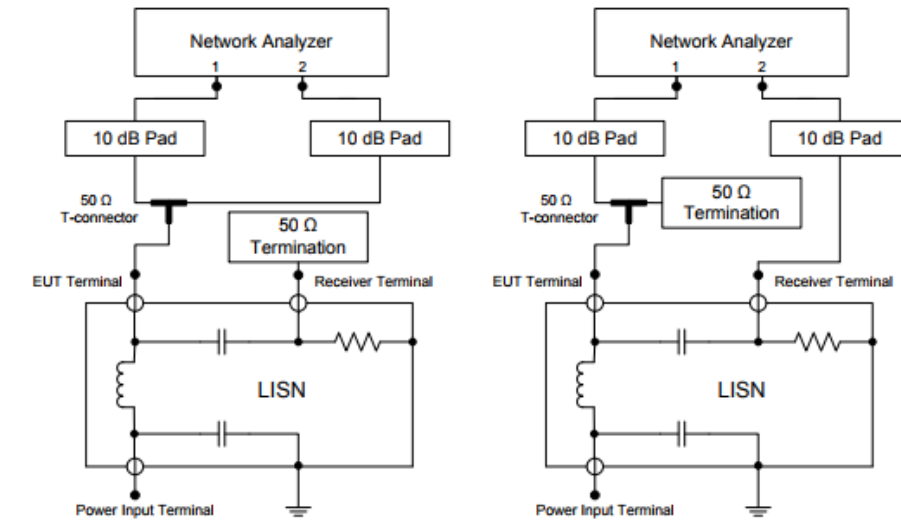 Network Analyzer
1 2
10 dB Pad
10 dB Pad
50 Ω
T-connector
50 Ω
Termination
EUT Terminal
Receiver Terminal
LISN
Power Input Terminal
Network Analyzer
1 2
10 dB Pad
10 dB Pad
50 Ω
T-connector
50 Ω
Termination
EUT Terminal
Receiver Terminal
LISN
Power Input Terminal